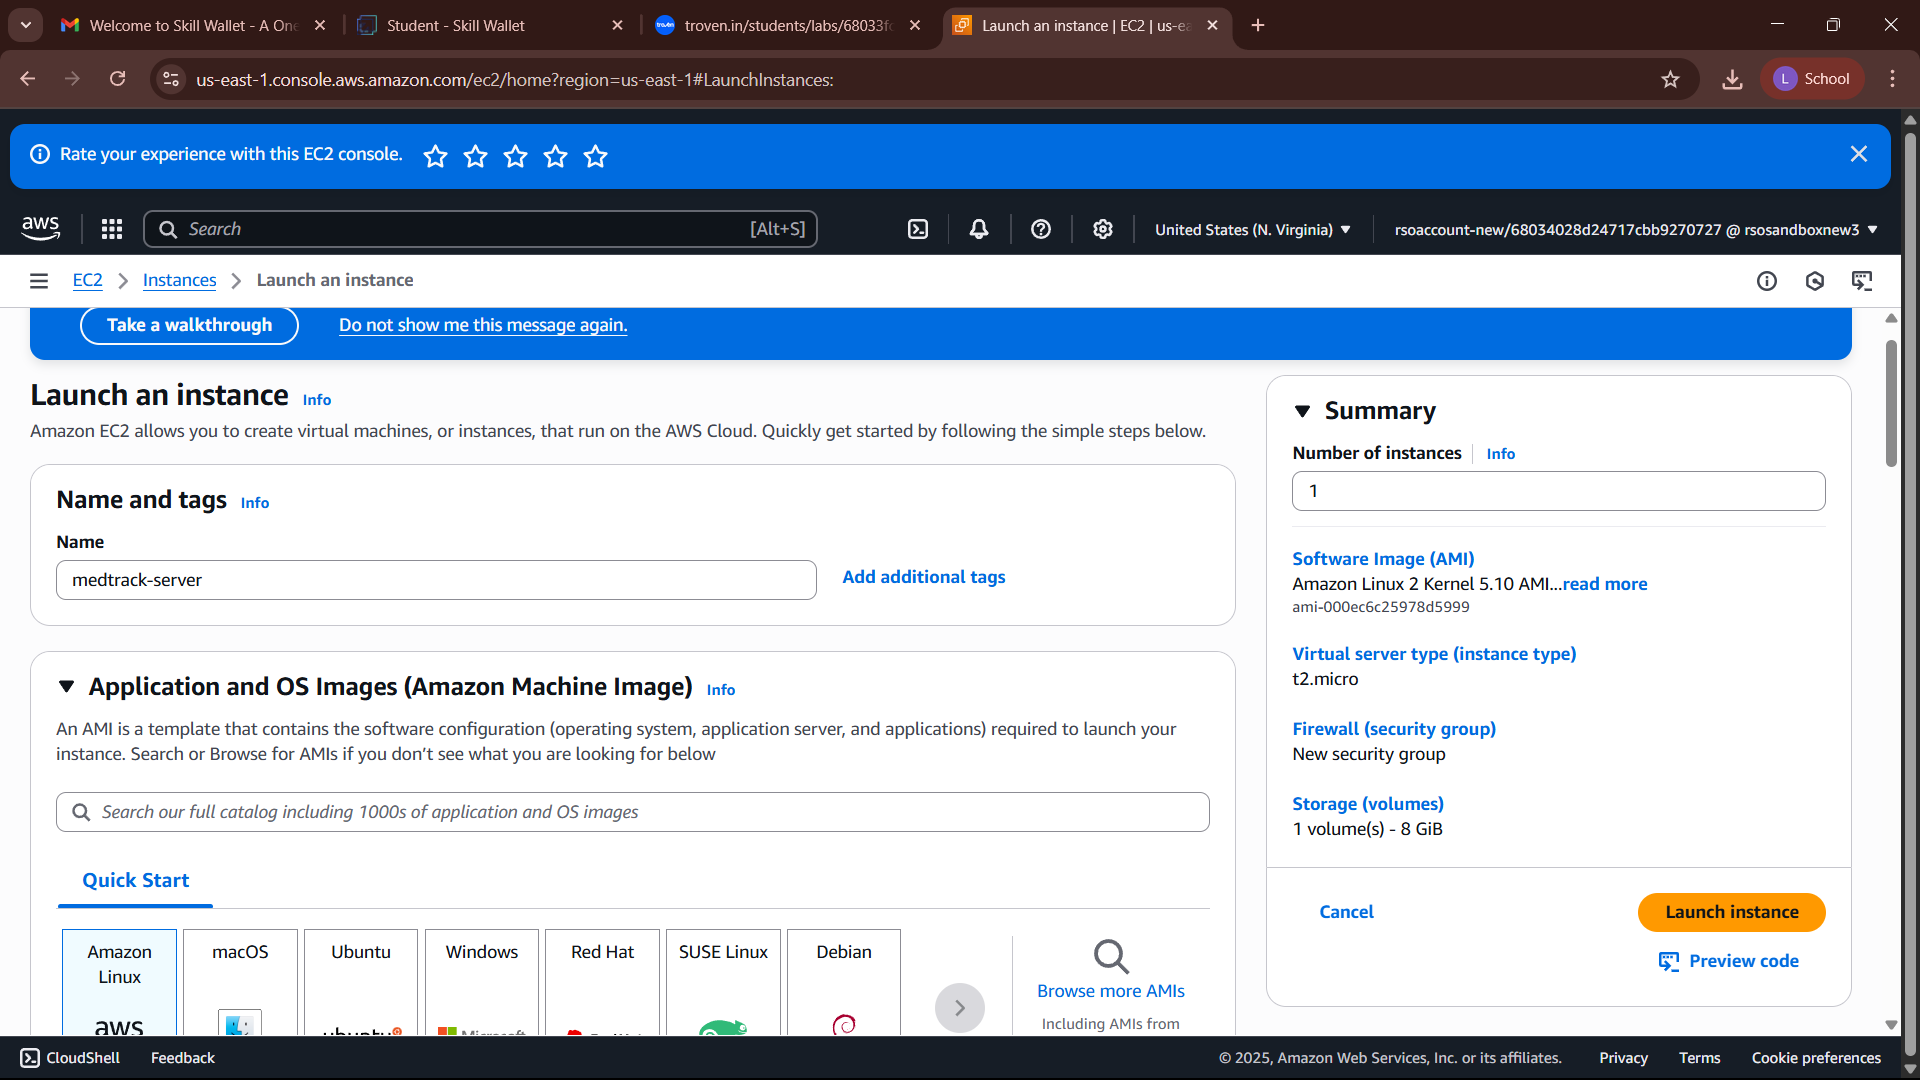 Welcome to Skill Wallet - A One
Student - Skill Wallet
troven.in/students/labs/68033f
Launch an instance | EC2 | us-ea
us-east-1.console.aws.amazon.com/ec2/home?region=us-east-1#LaunchInstances:
L School
Rate your experience with this EC2 console.
aws
Search
[Alt+S]
United States (N. Virginia)
rsoaccount-new/68034028d24717cbb9270727 @ rsosandboxnew3
EC2
Instances
Launch an instance
Take a walkthrough
Do not show me this message again.
Launch an instance Info
Amazon EC2 allows you to create virtual machines, or instances, that run on the AWS Cloud. Quickly get started by following the simple steps below.
Name and tags Info
Name
medtrack-server
Add additional tags
Application and OS Images (Amazon Machine Image) Info
An AMI is a template that contains the software configuration (operating system, application server, and applications) required to launch your
instance. Search or Browse for AMIs if you don’t see what you are looking for below
Search our full catalog including 1000s of application and OS images
Quick Start
Amazon
Linux
aws
macOS
Ubuntu
ubuntu
Windows
Microsoft
Red Hat
SUSE Linux
Debian
Browse more AMIs
Including AMIs from
Summary
Number of instances Info
1
Software Image (AMI)
Amazon Linux 2 Kernel 5.10 AMI...read more
ami-000ec6c25978d5999
Virtual server type (instance type)
t2.micro
Firewall (security group)
New security group
Storage (volumes)
1 volume(s) - 8 GiB
Cancel
Launch instance
Preview code
CloudShell
Feedback
© 2025, Amazon Web Services, Inc. or its affiliates.
Privacy
Terms
Cookie preferences